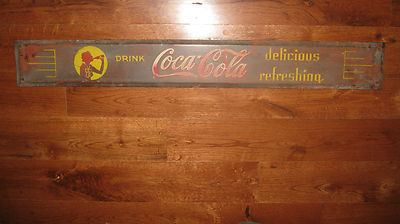 DRINK Coca-Cola delicious
refreshing.